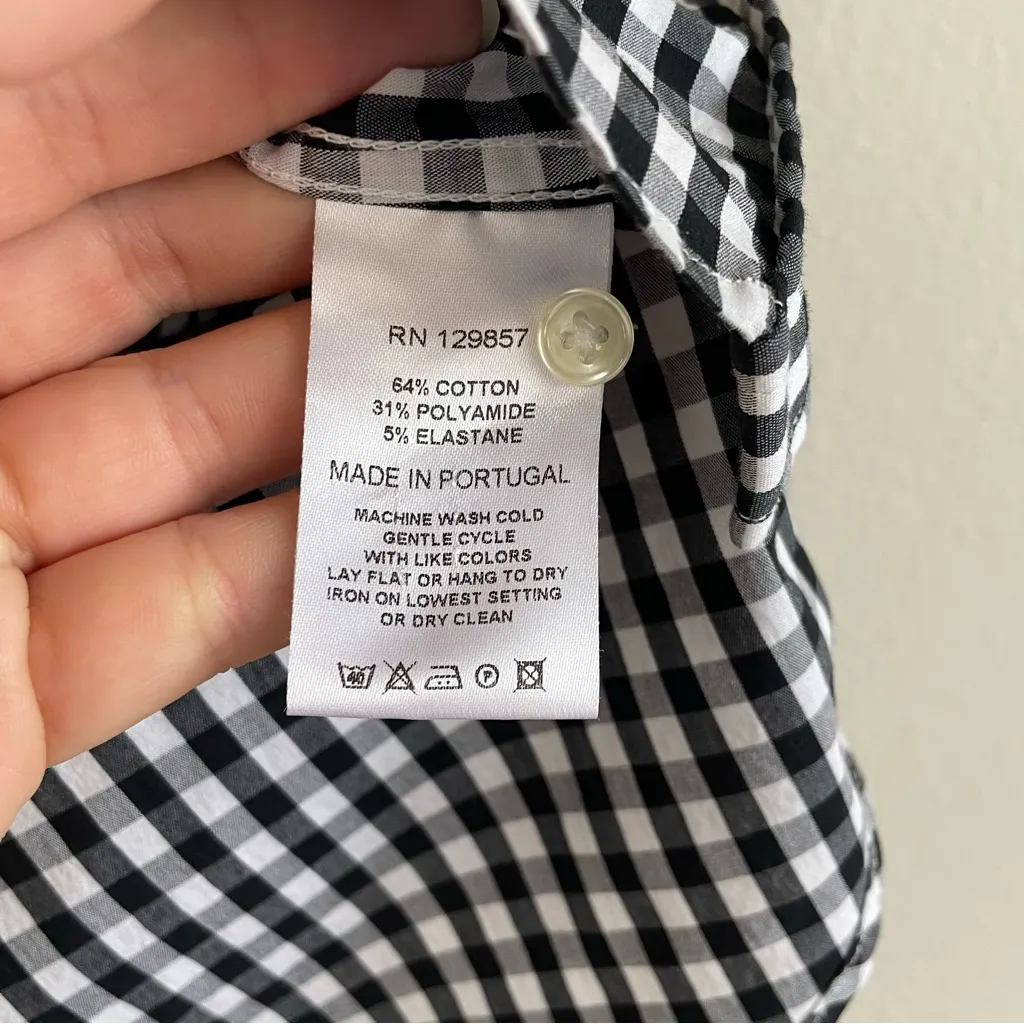 RN 129857
64% COTTON
31% POLYAMIDE
5% ELASTANE
MADE IN PORTUGAL
MACHINE WASH COLD
GENTLE CYCLE
WITH LIKE COLORS
LAY FLAT OR HANG TO DRY
IRON ON LOWEST SETTING
OR DRY CLEAN
40 P